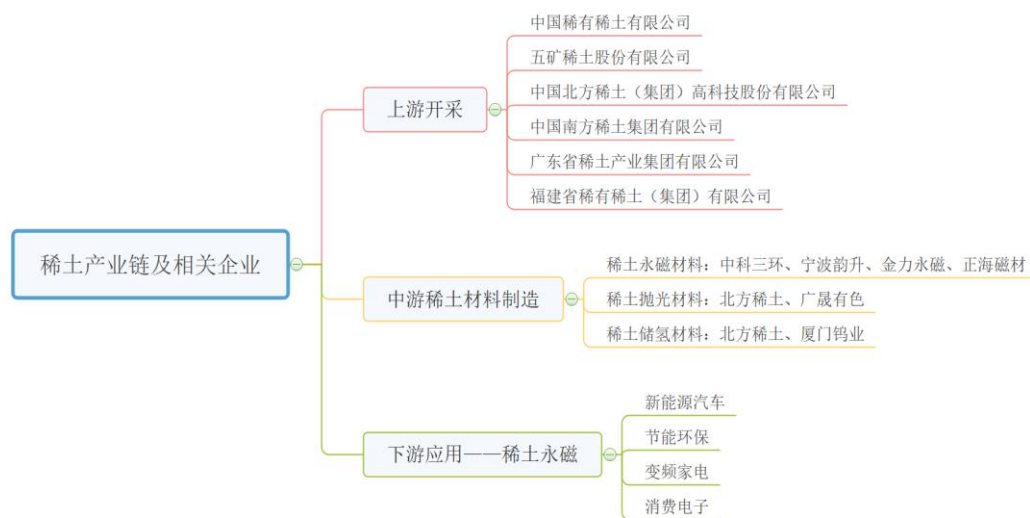 稀土产业链及相关企业
上游开采
中国稀有稀土有限公司
五矿稀土股份有限公司
中国北方稀土（集团）高科技股份有限公司
中国南方稀土集团有限公司
广东省稀土产业集团有限公司
福建省稀有稀土（集团）有限公司
中游稀土材料制造
稀土永磁材料：中科三环、宁波韵升、金力永磁、正海磁材
稀土抛光材料：北方稀土、广晟有色
稀土储氢材料：北方稀土、厦门钨业
下游应用——稀土永磁
新能源汽车
节能环保
变频家电
消费电子